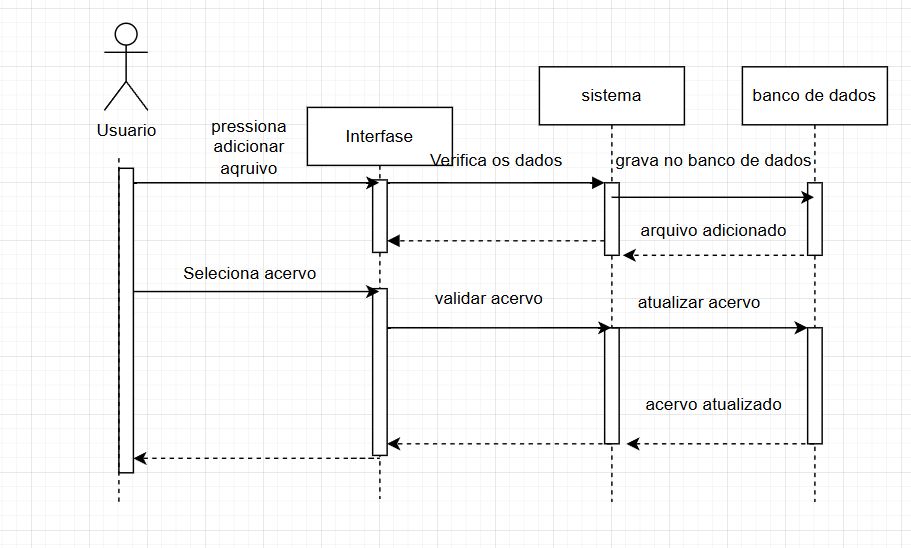 sistema
banco de dados
Usuario
pressiona
adicionar
aqruivo
Interfase
Verifica os dados
grava no banco de dados
arquivo adicionado
Seleciona acervo
validar acervo
atualizar acervo
acervo atualizado